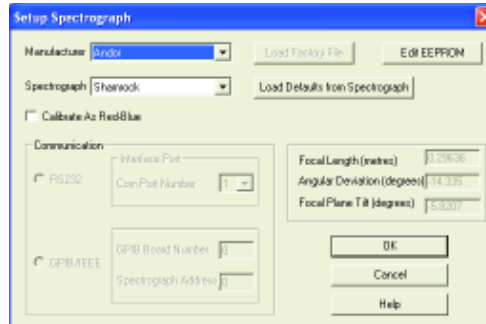 Setup Spectrograph
Manufacturer Andor Load Factory File Edit EEPROM
Spectrograph Shamrock Load Defaults from Spectrograph
Calibrate As Red-Blue
Communication
Interface Port
RS232 Com Port Number 1
GPIB Board Number 0
GPIB/IEEE
Spectrograph Address 0
Focal Length (metres) 0.29636
Angular Deviation (degrees) -14.335
Focal Plane Tilt (degrees) -5.8207
OK
Cancel
Help